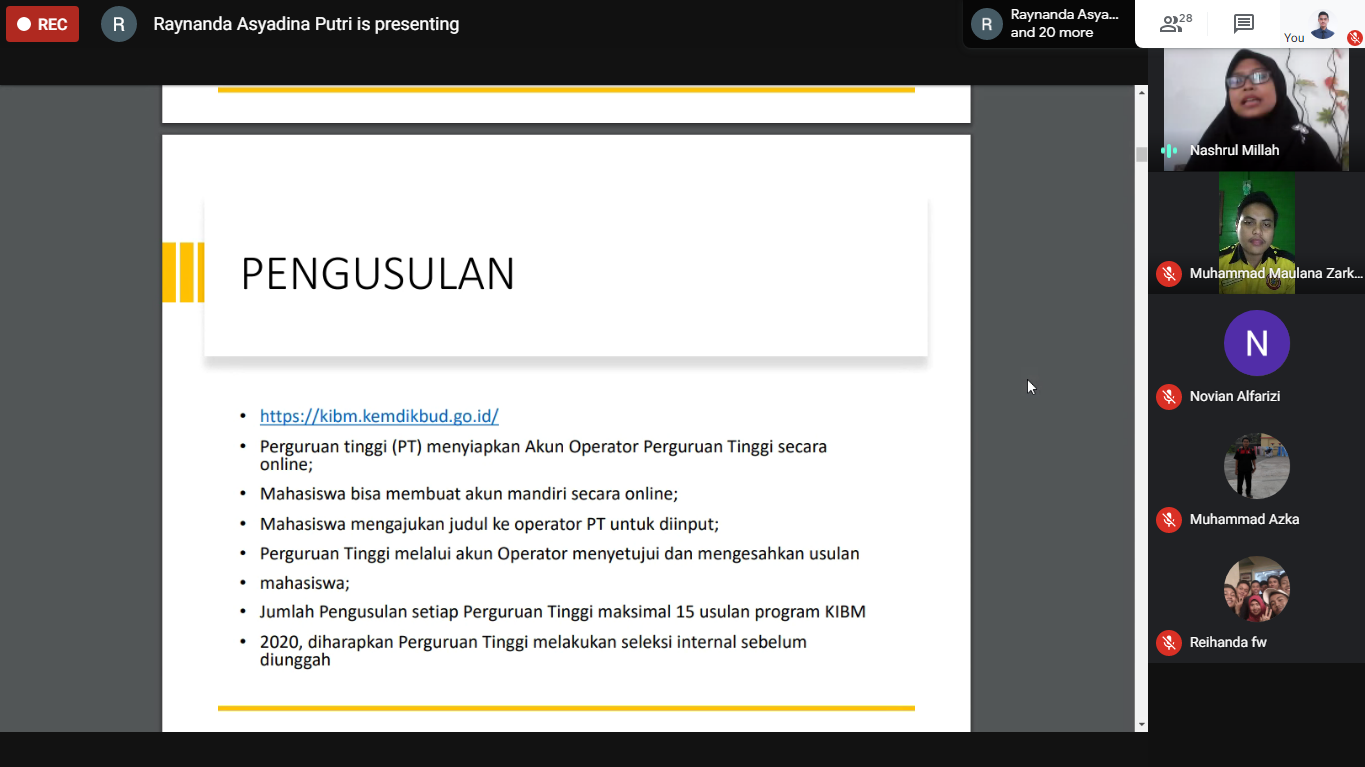 REC
R
Raynanda Asyadina Putri is presenting
R
Raynanda Asya...
and 20 more
28
You
PENGUSULAN
• https://kibm.kemdikbud.go.id/
• Perguruan tinggi (PT) menyiapkan Akun Operator Perguruan Tinggi secara
online;
• Mahasiswa bisa membuat akun mandiri secara online;
• Mahasiswa mengajukan judul ke operator PT untuk diinput;
• Perguruan Tinggi melalui akun Operator menyetujui dan mengesahkan usulan
• mahasiswa;
• Jumlah Pengusulan setiap Perguruan Tinggi maksimal 15 usulan program KIBM
• 2020, diharapkan Perguruan Tinggi melakukan seleksi internal sebelum
diunggah
Nashrul Millah
Muhammad Maulana Zark...
N
Novian Alfarizi
Muhammad Azka
Reihanda fw